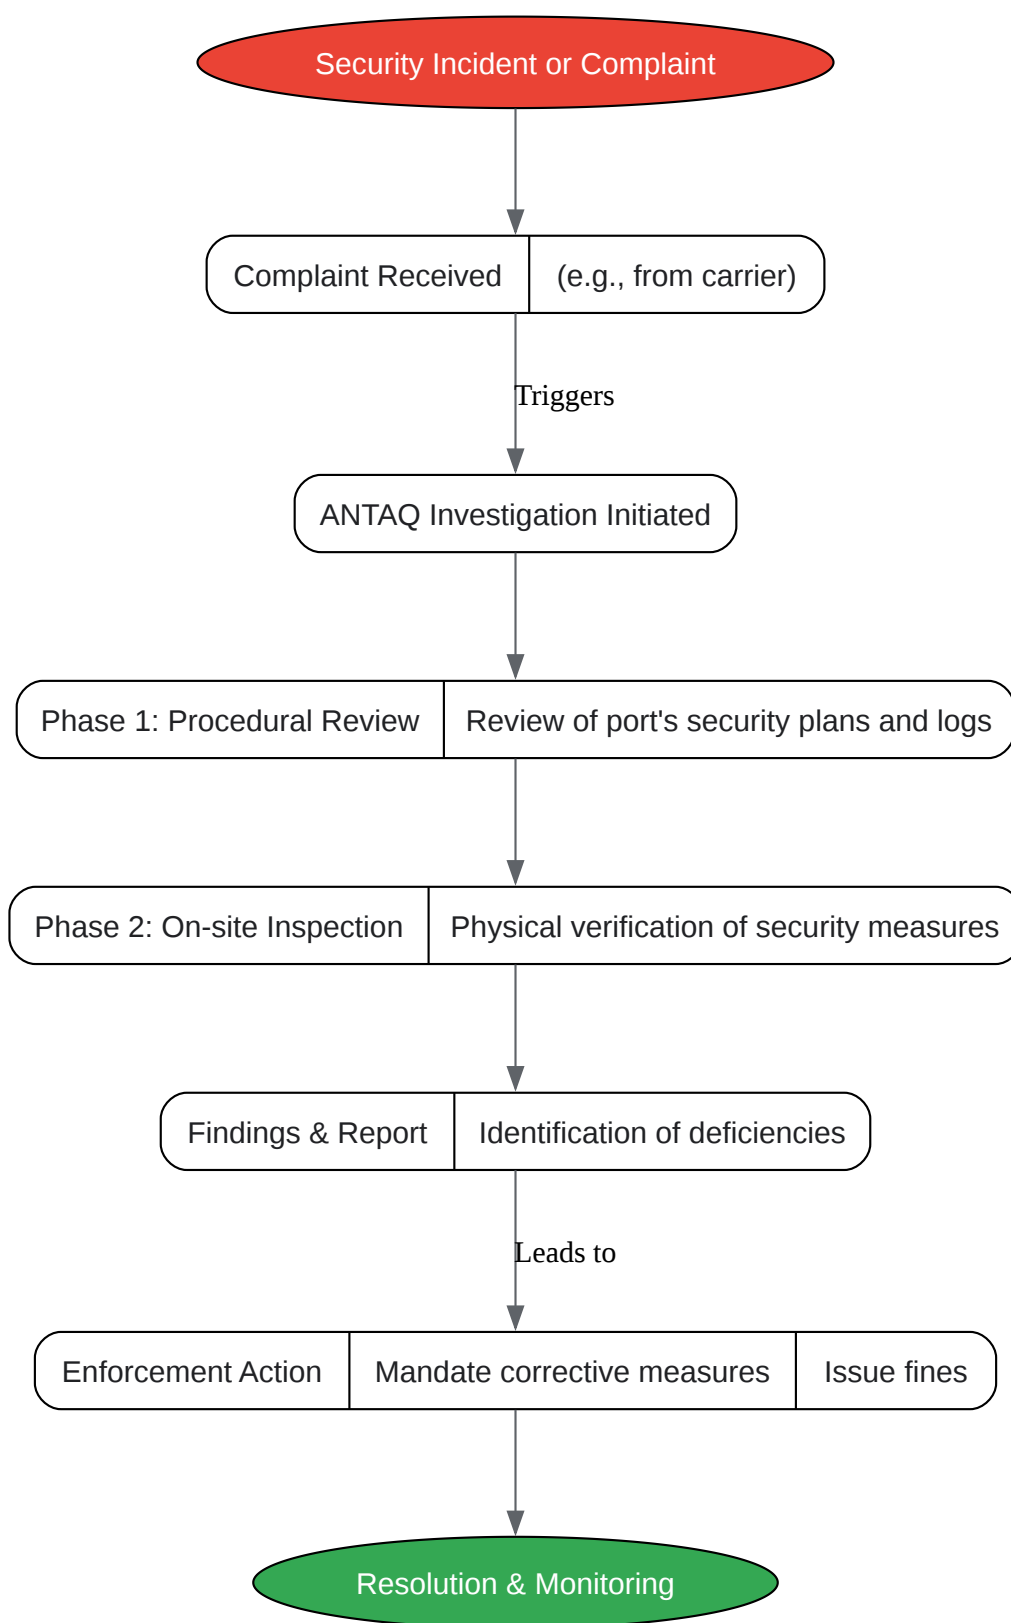 Security Incident or Complaint
Complaint Received (e.g., from carrier)
Triggers
ANTAQ Investigation Initiated
Phase 1: Procedural Review Review of port's security plans and logs
Phase 2: On-site Inspection Physical verification of security measures
Findings & Report Identification of deficiencies
Leads to
Enforcement Action Mandate corrective measures Issue fines
Resolution & Monitoring